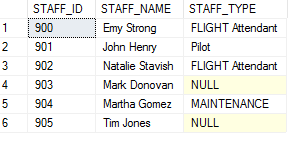 STAFF_ID STAFF_NAME STAFF_TYPE
1 900 Emy Strong FLIGHT Attendant
2 901 John Henry Pilot
3 902 Natalie Stavish FLIGHT Attendant
4 903 Mark Donovan NULL
5 904 Martha Gomez MAINTENANCE
6 905 Tim Jones NULL